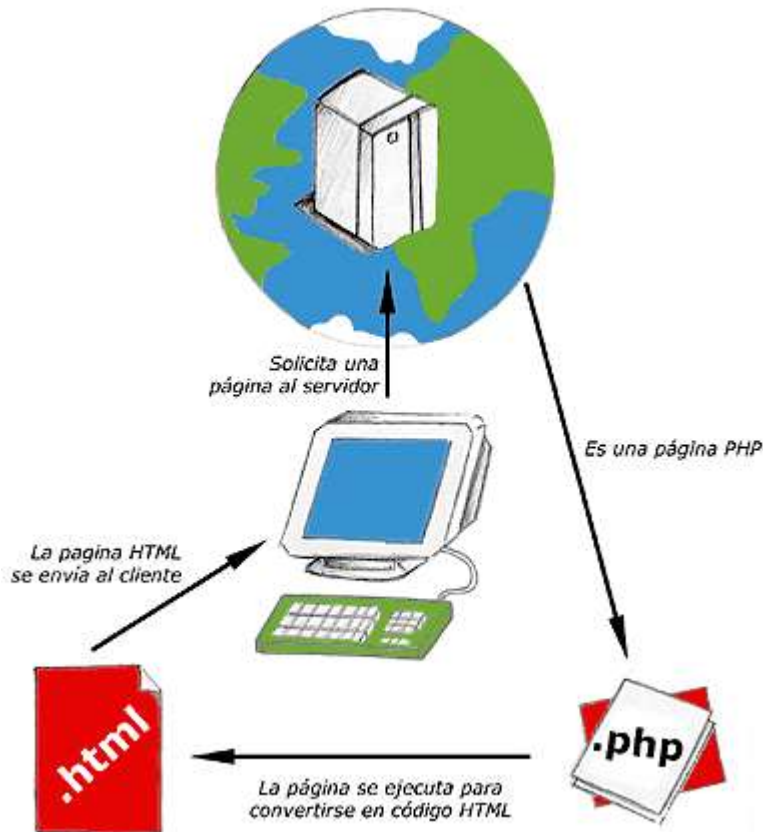 Solicita una
página al servidor
Es una página PHP
La pagina HTML
se envía al cliente
.html
.php
La página se ejecuta para
convertirse en código HTML